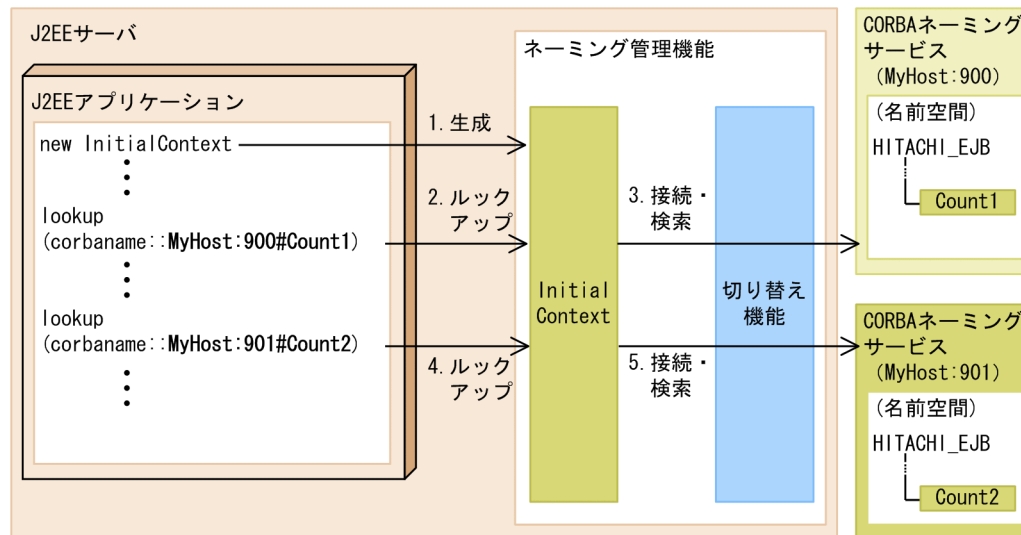 J2EEサーバ
J2EEアプリケーション
new InitialContext
lookup
(corbaname::MyHost:900#Count1)
lookup
(corbaname::MyHost:901#Count2)
1.生成
2.ルック
アップ
4.ルック
アップ
ネーミング管理機能
Initial
Context
3.接続・
検索
5.接続・
検索
切り替え
機能
CORBAネーミング
サービス
(MyHost:900)
(名前空間)
HITACHI_EJB
Count1
CORBAネーミング
サービス
(MyHost:901)
(名前空間)
HITACHI_EJB
Count2